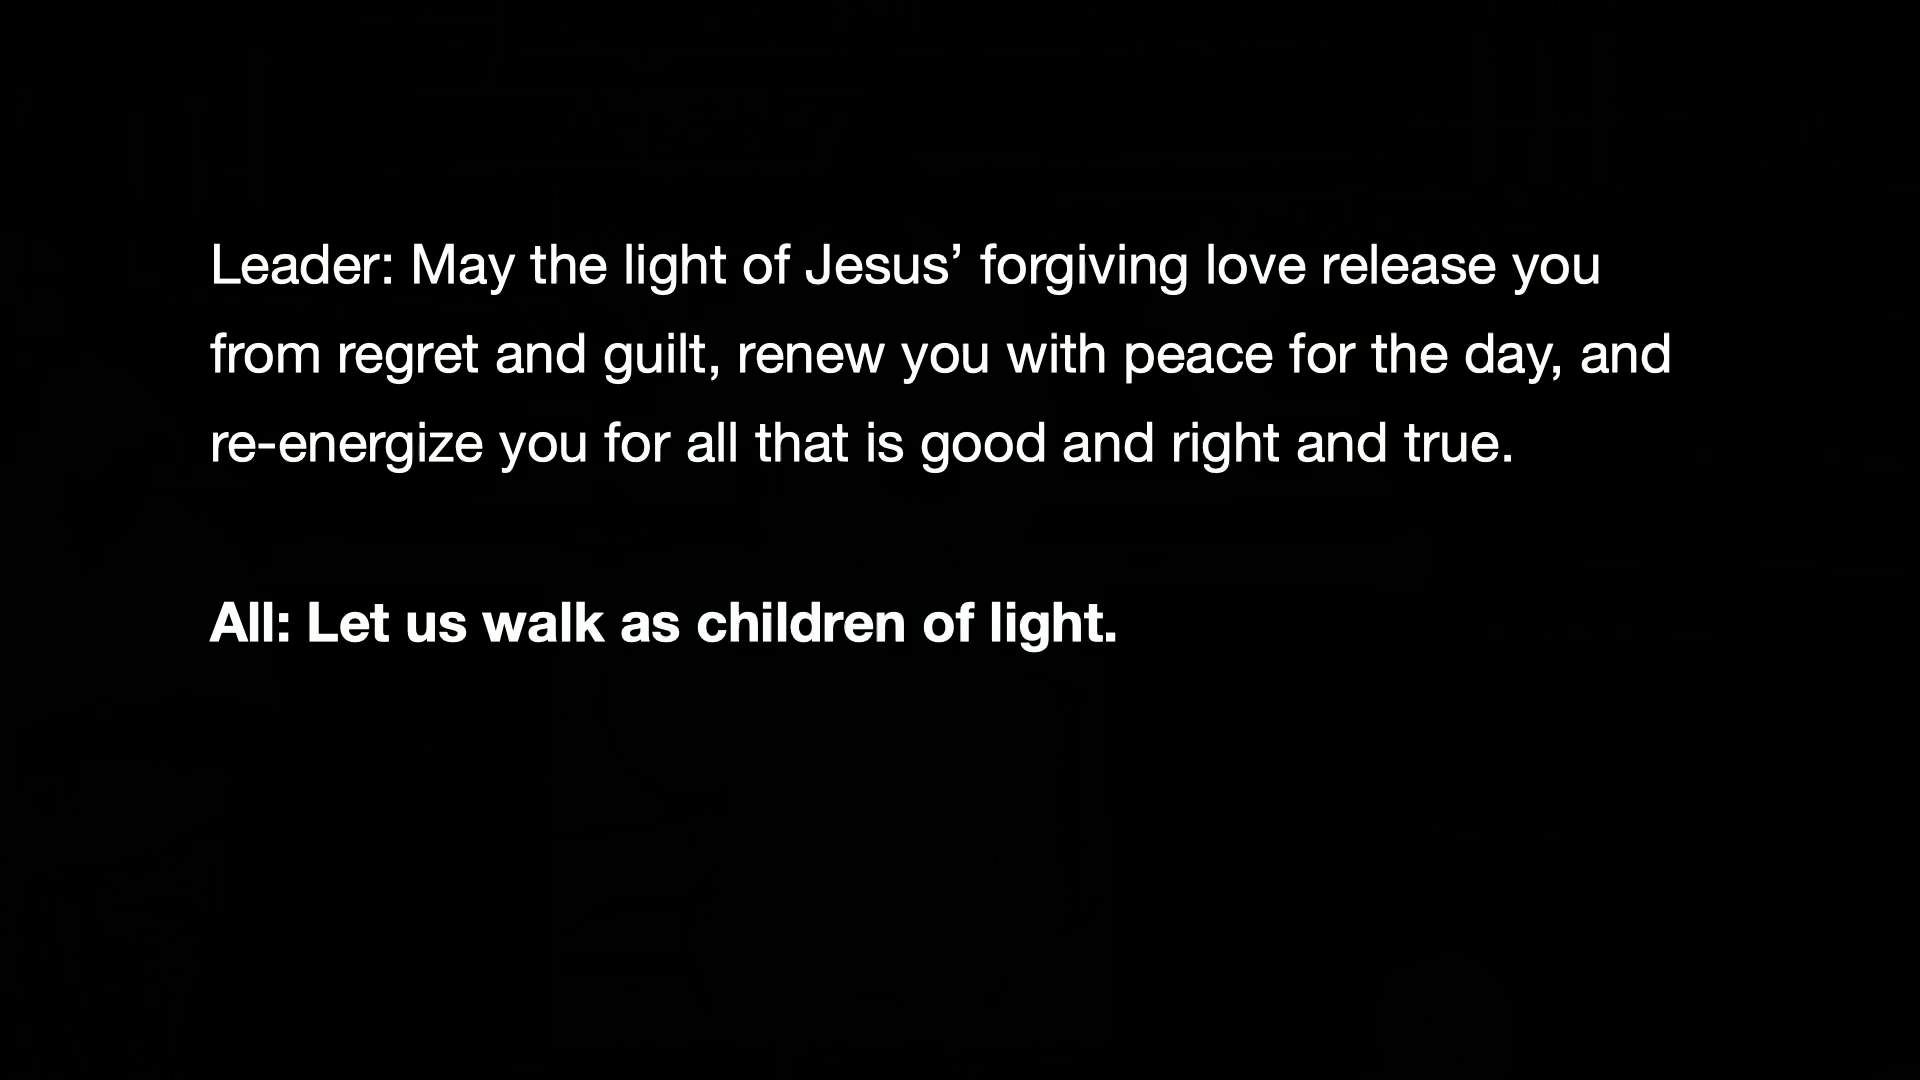 Leader: May the light of Jesus’ forgiving love release you
from regret and guilt, renew you with peace for the day, and
re-energize you for all that is good and right and true.
All: Let us walk as children of light.